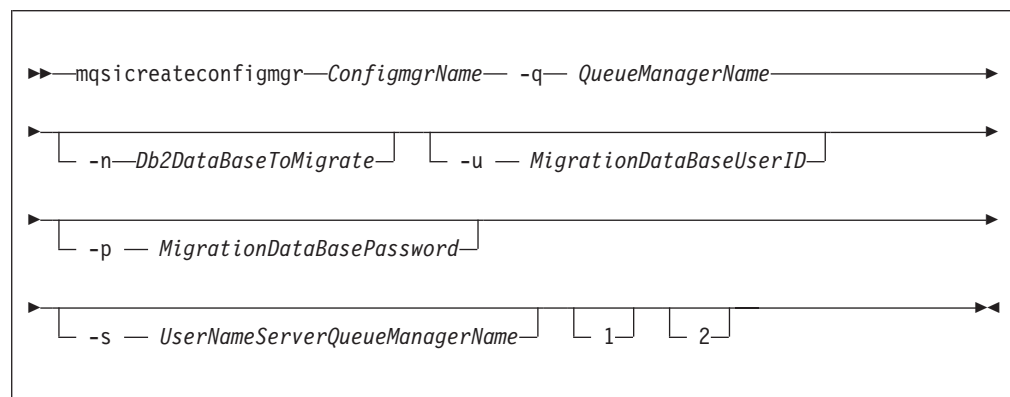 mqsicreateconfigmgr ConfigmgrName -q QueueManagerName
-n Db2DataBaseToMigrate -u MigrationDataBaseUserID
-p MigrationDataBasePassword
-s UserNameServerQueueManagerName 1 2